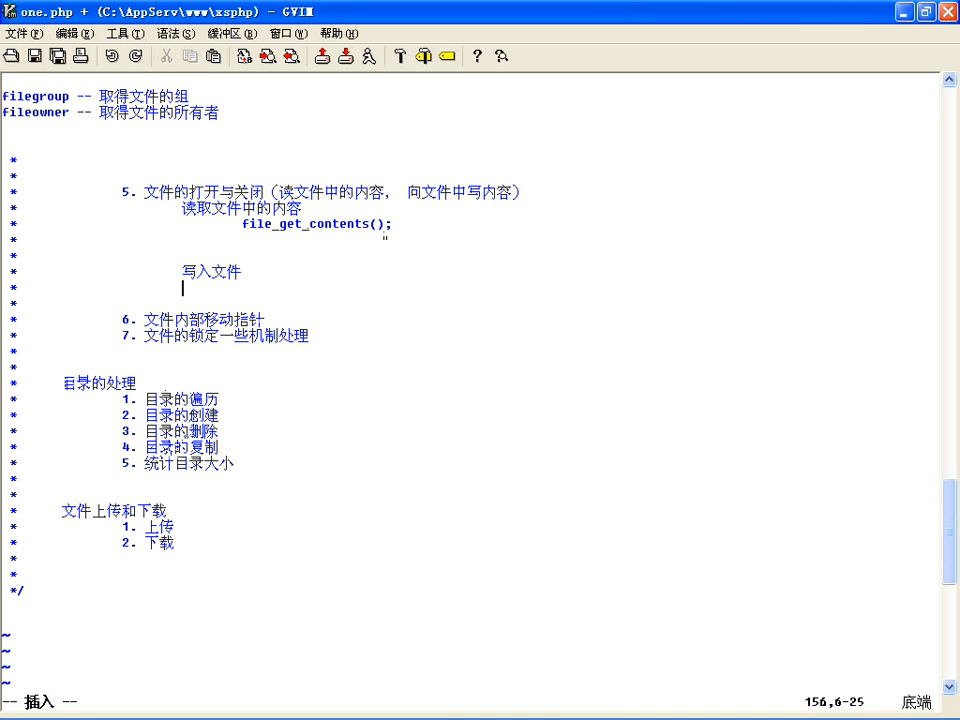 one.php + (C:\AppServ\www\xsphp) - GVIM
文件(F) 编辑(E) 工具(T) 语法(S) 缓冲区(B) 窗口(W) 帮助(H)
filegroup -- 取得文件的组
fileowner -- 取得文件的所有者
*
*
* 5. 文件的打开与关闭（读文件中的内容， 向文件中写内容）
* 读取文件中的内容
* file_get_contents();
*
*
* 写入文件
*
*
* 6. 文件内部移动指针
* 7. 文件的锁定一些机制处理
*
*
* 目录的处理
* 1. 目录的遍历
* 2. 目录的创建
* 3. 目录的删除
* 4. 目录的复制
* 5. 统计目录大小
*
*
* 文件上传和下载
* 1. 上传
* 2. 下载
*
*
*/
~
~
~
~
-- 插入 -- 156,6-25 底端